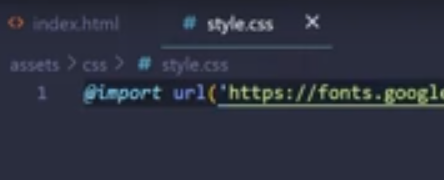 <> index.html # style.css ×
assets > css > # style.css
1 @import url('https://fonts.google